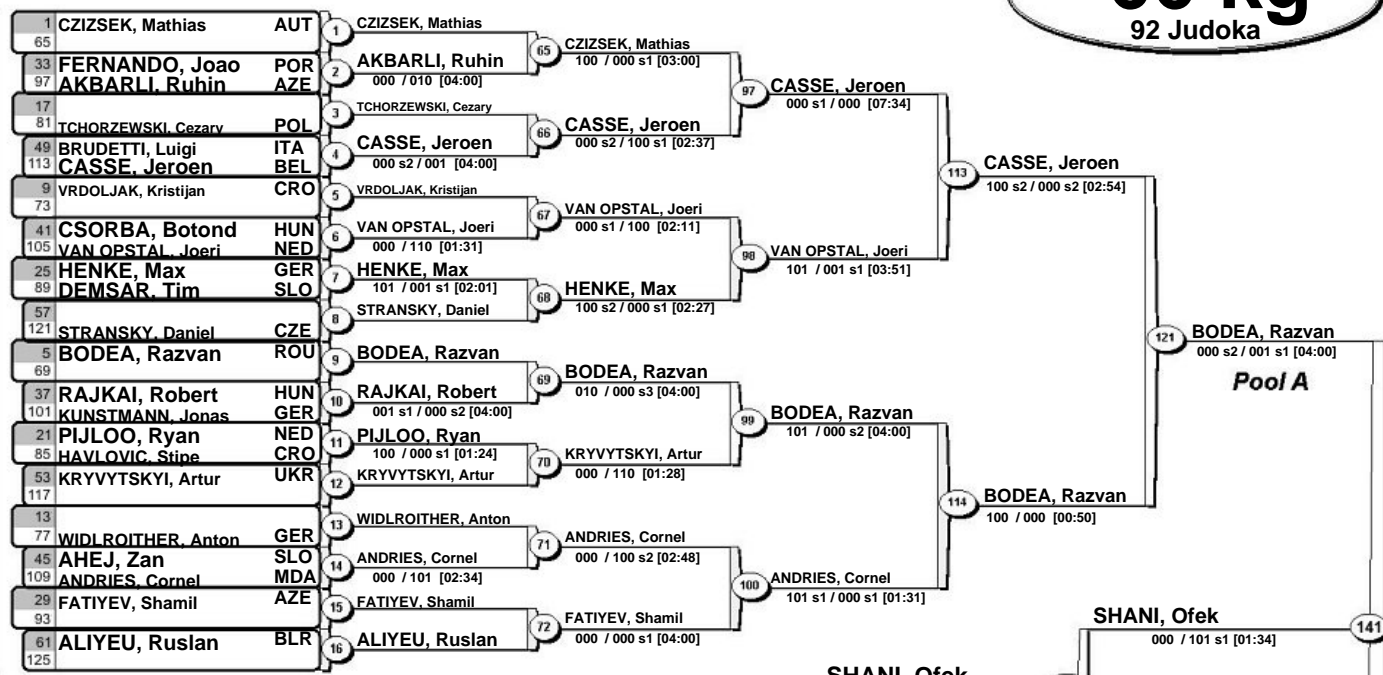 92 Judoka
1 CZIZSEK, Mathias AUT
65
33 FERNANDO, Joao POR
97 AKBARLI, Ruhin AZE
17
81 TCHORZEWSKI, Cezary POL
49 BRUDETTI, Luigi ITA
113 CASSE, Jeroen BEL
9 VRDOLJAK, Kristijan CRO
73
41 CSORBA, Botond HUN
105 VAN OPSTAL, Joeri NED
25 HENKE, Max GER
89 DEMSAR, Tim SLO
57
121 STRANSKY, Daniel CZE
5 BODEA, Razvan ROU
69
37 RAJKAI, Robert HUN
101 KUNSTMANN, Jonas GER
21 PIJLOO, Ryan NED
85 HAVLOVIC, Stipe CRO
53 KRYVYTSKYI, Artur UKR
117
13
77 WIDLROITHER, Anton GER
45 AHEJ, Zan SLO
109 ANDRIES, Cornel MDA
29 FATIYEV, Shamil AZE
93
61 ALIYEU, Ruslan BLR
125
1 CZIZSEK, Mathias
2 AKBARLI, Ruhin
000 / 010 [04:00]
3 TCHORZEWSKI, Cezary
4 CASSE, Jeroen
000 s2 / 001 [04:00]
5 VRDOLJAK, Kristijan
6 VAN OPSTAL, Joeri
000 / 110 [01:31]
7 HENKE, Max
101 / 001 s1 [02:01]
8 STRANSKY, Daniel
9 BODEA, Razvan
10 RAJKAI, Robert
001 s1 / 000 s2 [04:00]
11 PIJLOO, Ryan
100 / 000 s1 [01:24]
12 KRYVYTSKYI, Artur
13 WIDLROITHER, Anton
14 ANDRIES, Cornel
000 / 101 [02:34]
15 FATIYEV, Shamil
16 ALIYEU, Ruslan
65 CZIZSEK, Mathias
100 / 000 s1 [03:00]
66 CASSE, Jeroen
000 s2 / 100 s1 [02:37]
67 VAN OPSTAL, Joeri
000 s1 / 100 [02:11]
68 HENKE, Max
100 s2 / 000 s1 [02:27]
69 BODEA, Razvan
010 / 000 s3 [04:00]
70 KRYVYTSKYI, Artur
000 / 110 [01:28]
71 ANDRIES, Cornel
000 / 100 s2 [02:48]
72 FATIYEV, Shamil
000 / 000 s1 [04:00]
97 CASSE, Jeroen
000 s1 / 000 [07:34]
98 VAN OPSTAL, Joeri
101 / 001 s1 [03:51]
99 BODEA, Razvan
101 / 000 s2 [04:00]
100 ANDRIES, Cornel
101 s1 / 000 s1 [01:31]
113 CASSE, Jeroen
100 s2 / 000 s2 [02:54]
114 BODEA, Razvan
100 / 000 [00:50]
121 BODEA, Razvan
000 s2 / 001 s1 [04:00]
Pool A
SHANI, Ofek
000 / 101 s1 [01:34]
141
SHANI, Ofek